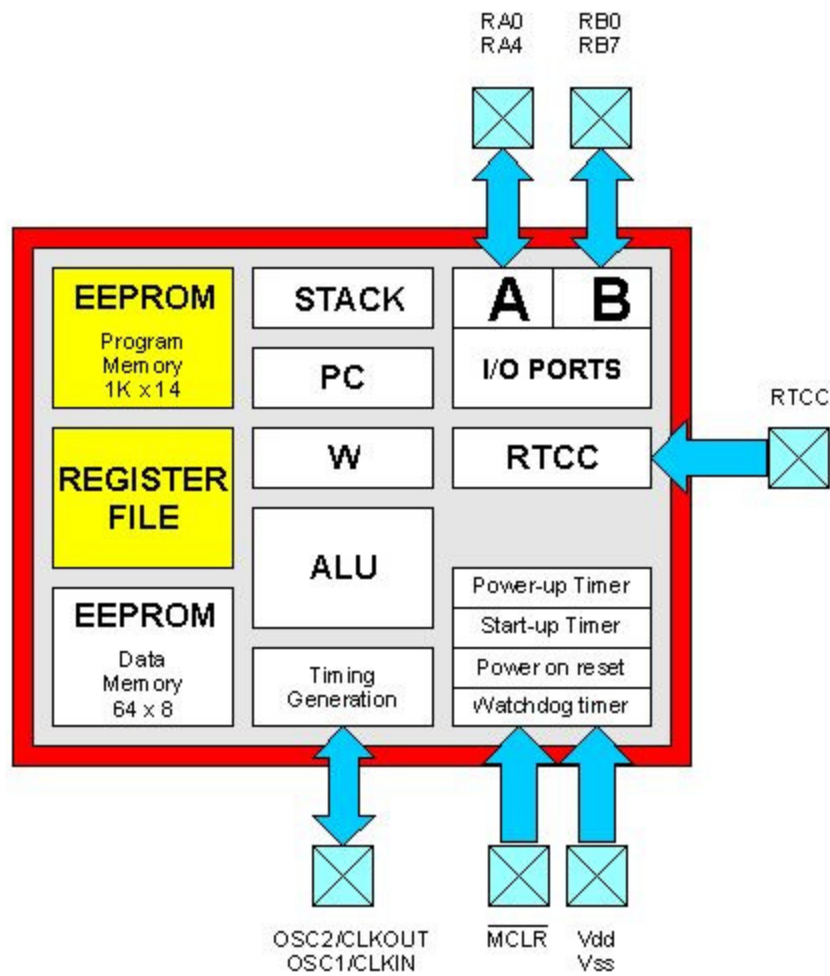 RA0
RA4
RB0
RB7
EEPROM
Program
Memory
1K x 14
STACK
A
B
I/O PORTS
PC
RTCC
REGISTER
FILE
W
RTCC
ALU
EEPROM
Data
Memory
64 x 8
Timing
Generation
Power-up Timer
Start-up Timer
Power on reset
Watchdog timer
OSC2/CLKOUT
OSC1/CLKIN
MCLR
Vdd
Vss